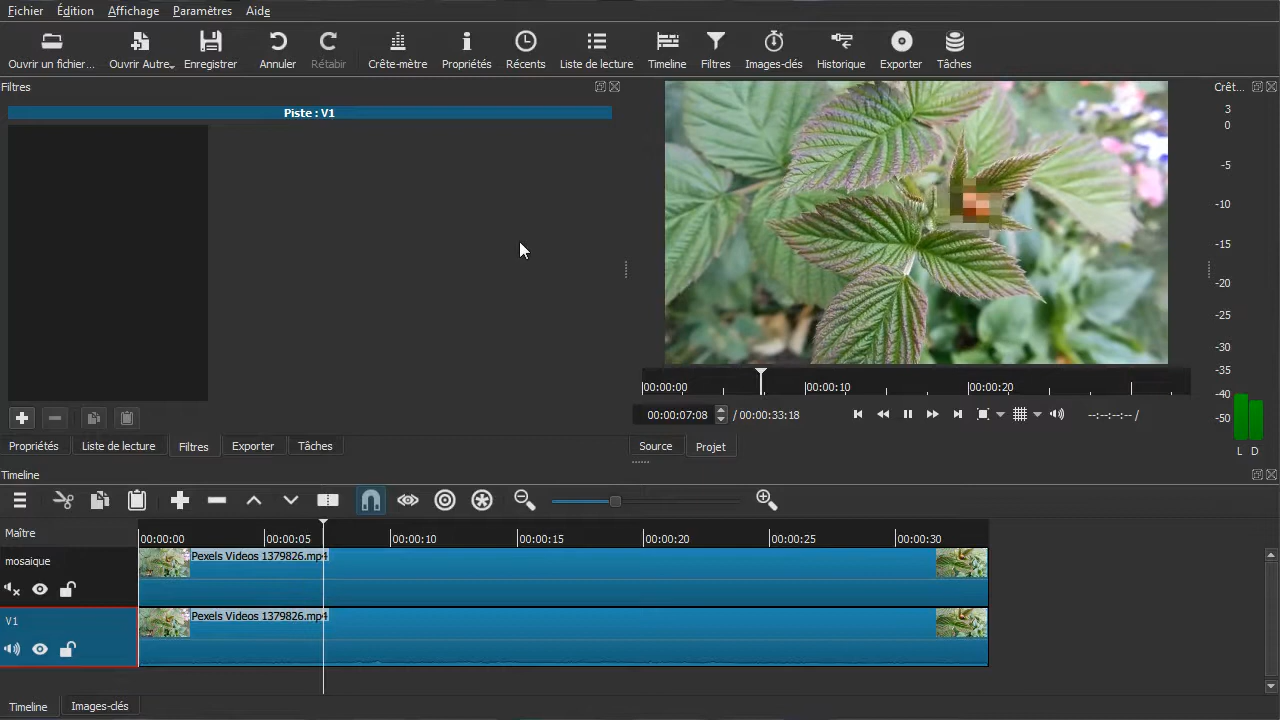 Fichier Édition Affichage Paramètres Aide
Ouvrir un fichier... Ouvrir Autre... Enregistrer Annuler Rétablir Crête-mètre Propriétés Récents Liste de lecture Timeline Filtres Images-clés Historique Exporter Tâches
Filtres
Crêt...
Piste : V1
3
0
-5
-10
-15
-20
-25
-30
-35
-40
-50
L D
00:00:00 00:00:10 00:00:20
00:00:07:08 / 00:00:33:18 --:--:--:-- /
Propriétés Liste de lecture Filtres Exporter Tâches
Source Projet
Timeline
Maître
00:00:00 00:00:05 00:00:10 00:00:15 00:00:20 00:00:25 00:00:30
mosaique
Pexels Videos 1379826.mp4
V1
Pexels Videos 1379826.mp4
Timeline Images-clés